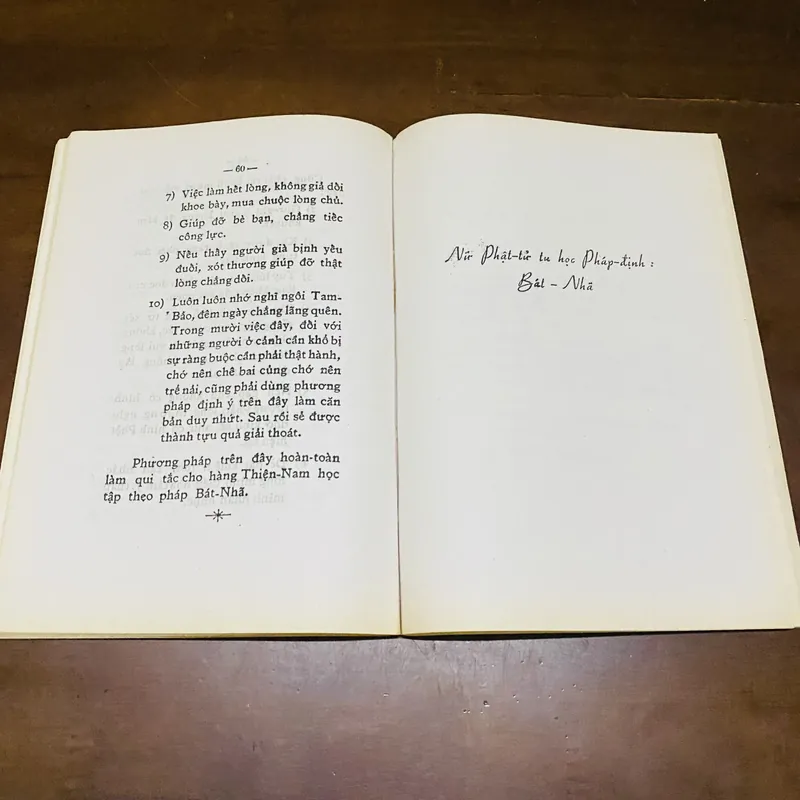 — 60 —
7) Việc làm hết lòng, không giả dối
khoe bày, mua chuộc lòng chủ.
8) Giúp đỡ bè bạn, chẳng tiếc
công lực.
9) Nếu thấy người già bịnh yếu
đuối, xót thương giúp đỡ thật
lòng chẳng dối.
10) Luôn luôn nhớ nghĩ ngôi Tam-
Bảo, đêm ngày chẳng lãng quên.
Trong mười việc đây, đối với
những người ở cảnh cần khổ bị
sự ràng buộc cần phải thật hành,
chớ nên chê bai củng chớ nên
trể nải, cũng phải dùng phương
pháp định ý trên đây làm căn
bản duy nhứt. Sau rồi sẻ được
thành tựu quả giải thoát.
Phương pháp trên đây hoàn-toàn
làm qui tắc cho hàng Thiện-Nam học
tập theo pháp Bát-Nhã.
Nữ Phật-tử tu học Pháp-định :
Bát - Nhã